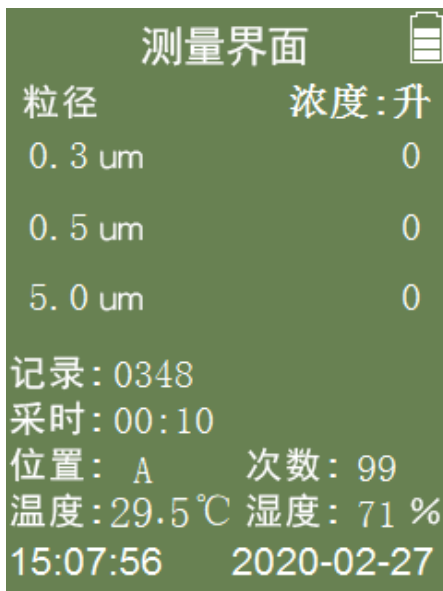 测量界面
粒径 浓度:升
0.3 um 0
0.5 um 0
5.0 um 0
记录: 0348
采时: 00:10
位置: A 次数: 99
温度:29.5℃ 湿度: 71 %
15:07:56 2020-02-27